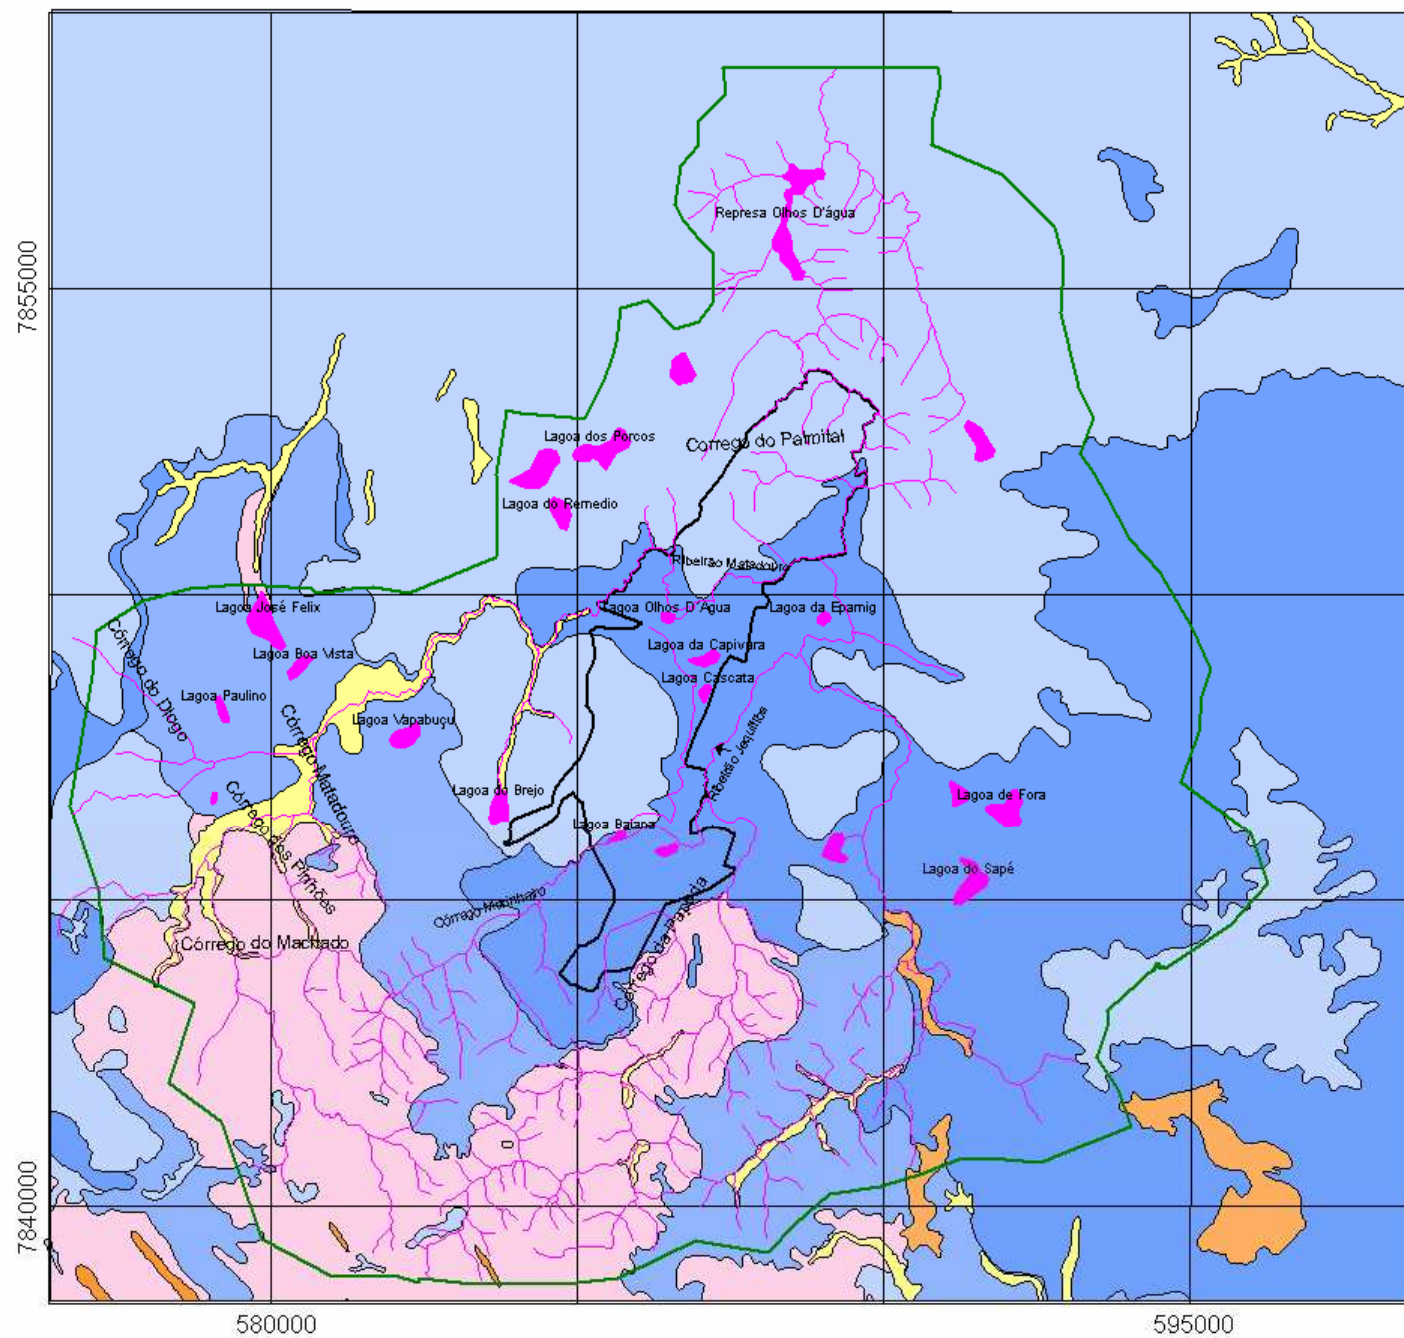 Represa Olhos D'água
7855000
Lagoa dos Porcos
Corrego do Palmital
Lagoa do Remedio
Ribeirão Matadouro
Lagoa José Felix
Lagoa Olhos D'Água
Lagoa da Epamig
Córrego do Diogo
Lagoa Boa Vista
Lagoa da Capivara
Lagoa Cascata
Lagoa Paulino
Córrego Matadouro
Lagoa Vapabuçu
Ribeirão Jequitibá
Lagoa do Brejo
Lagoa de Fora
Córrego dos Pinhões
Lagoa Baiana
Lagoa do Sapé
Córrego Marinheiro
Córrego da Paiada
Córrego do Machado
7840000
580000
595000